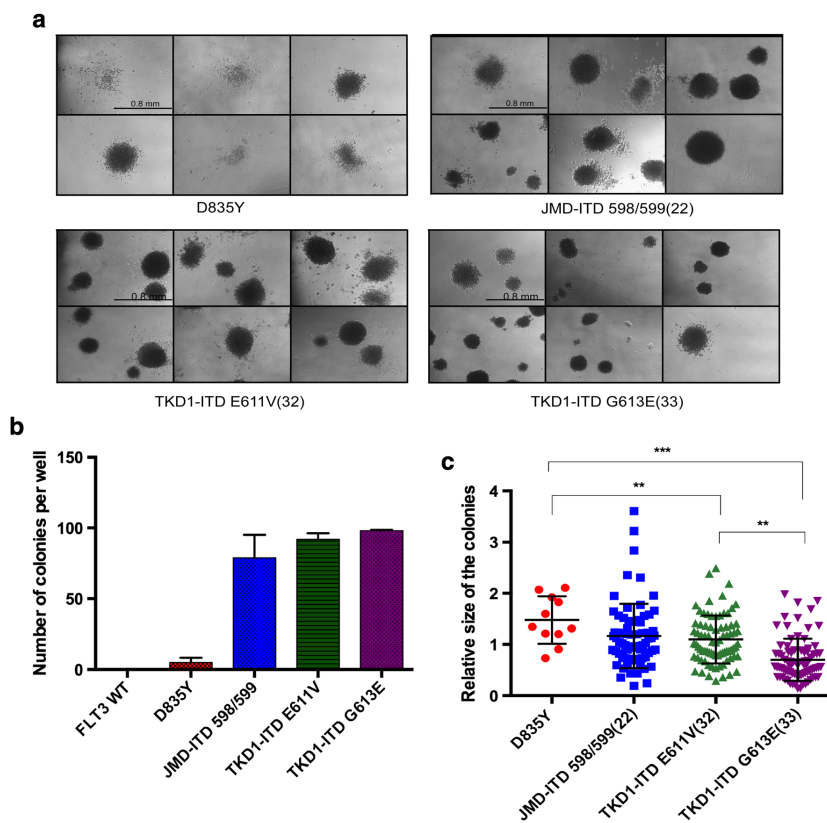 a
0.8 mm
0.8 mm
D835Y
JMD-ITD 598/599(22)
0.8 mm
0.8 mm
TKD1-ITD E611V(32)
TKD1-ITD G613E(33)
b
Number of colonies per well
150
100
50
0
FLT3 WT
D835Y
JMD-ITD 598/599
TKD1-ITD E611V
TKD1-ITD G613E
c
***
**
**
Relative size of the colonies
4
3
2
1
0
D835Y
JMD-ITD 598/599(22)
TKD1-ITD E611V(32)
TKD1-ITD G613E(33)